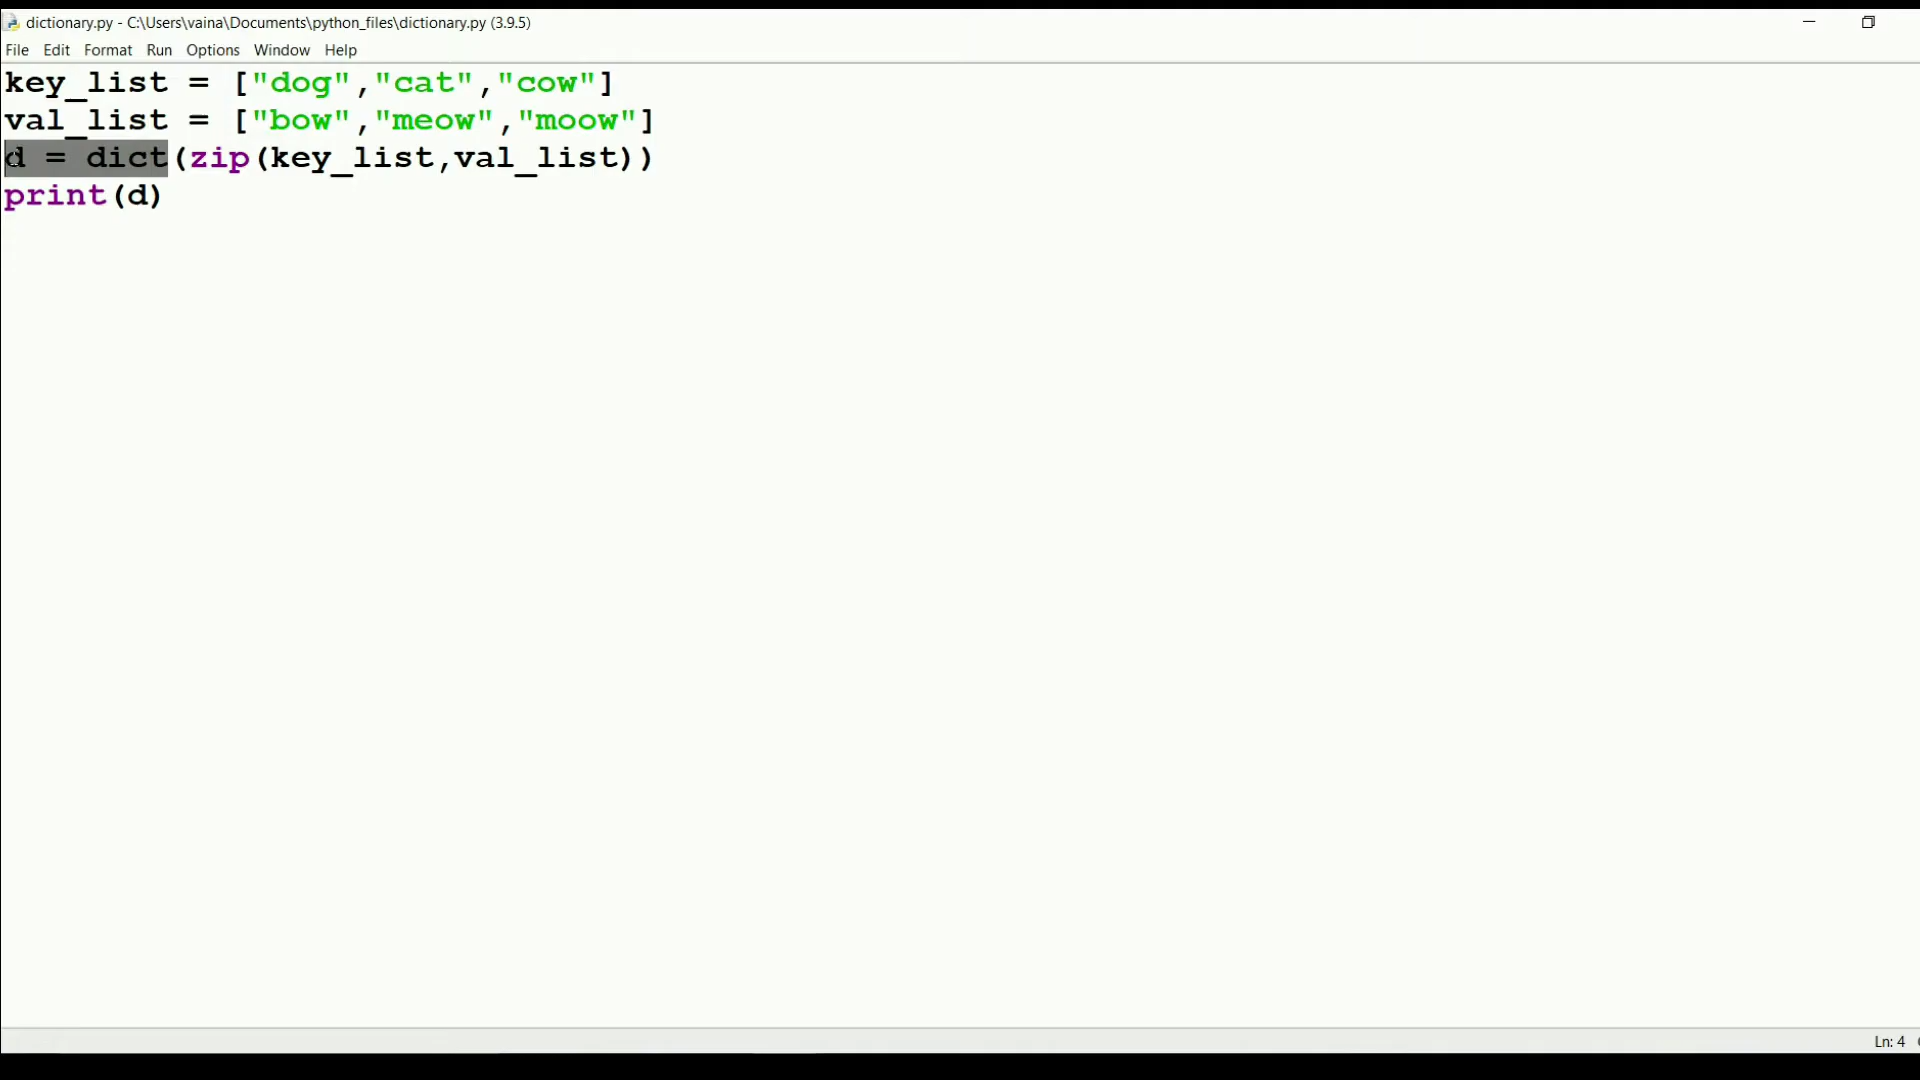 dictionary.py - C:\Users\vaina\Documents\python_files\dictionary.py (3.9.5)
File Edit Format Run Options Window Help
key_list = ["dog","cat","cow"]
val_list = ["bow","meow","moow"]
d = dict(zip(key_list,val_list))
print(d)
Ln: 4